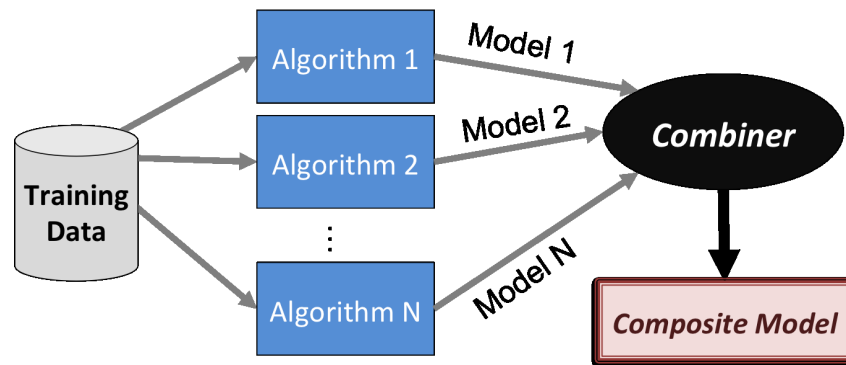 Algorithm 1
Model 1
Training
Data
Algorithm 2
Model 2
Combiner
⋮
Algorithm N
Model N
Composite Model